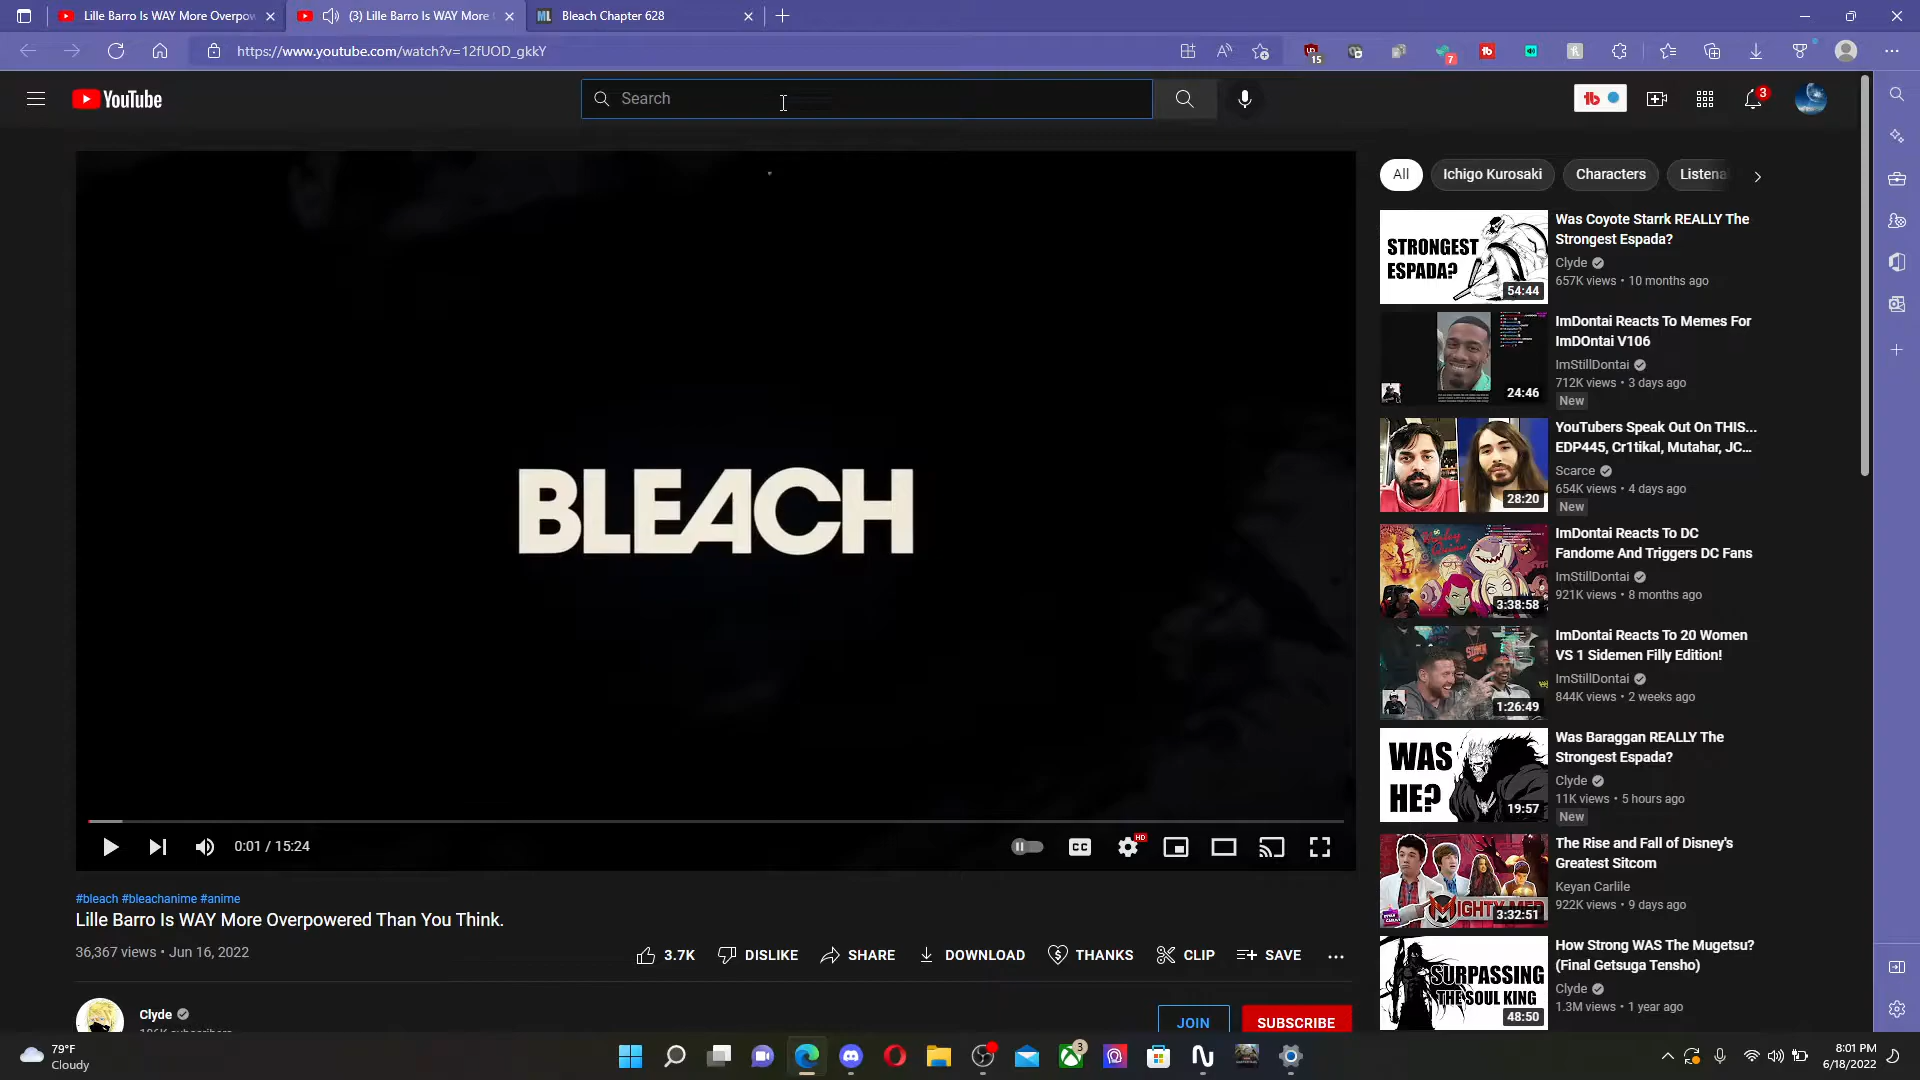 Lille Barro Is WAY More Overpow
(3) Lille Barro Is WAY More
Bleach Chapter 628
https://www.youtube.com/watch?v=12fUOD_gkkY
15
7
YouTube
Search
3
BLEACH
0:01 / 15:24
CC
HD
#bleach #bleachanime #anime
Lille Barro Is WAY More Overpowered Than You Think.
36,367 views • Jun 16, 2022
3.7K
DISLIKE
SHARE
DOWNLOAD
THANKS
CLIP
SAVE
Clyde
JOIN
SUBSCRIBE
All
Ichigo Kurosaki
Characters
Listena
STRONGEST
ESPADA?
54:44
Was Coyote Starrk REALLY The
Strongest Espada?
Clyde
657K views • 10 months ago
24:46
ImDontai Reacts To Memes For
ImDOntai V106
ImStillDontai
712K views • 3 days ago
New
28:20
YouTubers Speak Out On THIS...
EDP445, Cr1tikal, Mutahar, JC...
Scarce
654K views • 4 days ago
New
3:38:58
ImDontai Reacts To DC
Fandome And Triggers DC Fans
ImStillDontai
921K views • 8 months ago
1:26:49
ImDontai Reacts To 20 Women
VS 1 Sidemen Filly Edition!
ImStillDontai
844K views • 2 weeks ago
WAS
HE?
19:57
Was Baraggan REALLY The
Strongest Espada?
Clyde
11K views • 5 hours ago
New
MIGHTY MED
3:32:51
The Rise and Fall of Disney's
Greatest Sitcom
Keyan Carlile
922K views • 9 days ago
SURPASSING
THE SOUL KING
48:50
How Strong WAS The Mugetsu?
(Final Getsuga Tensho)
Clyde
1.3M views • 1 year ago
79°F
Cloudy
3
8:01 PM
6/18/2022